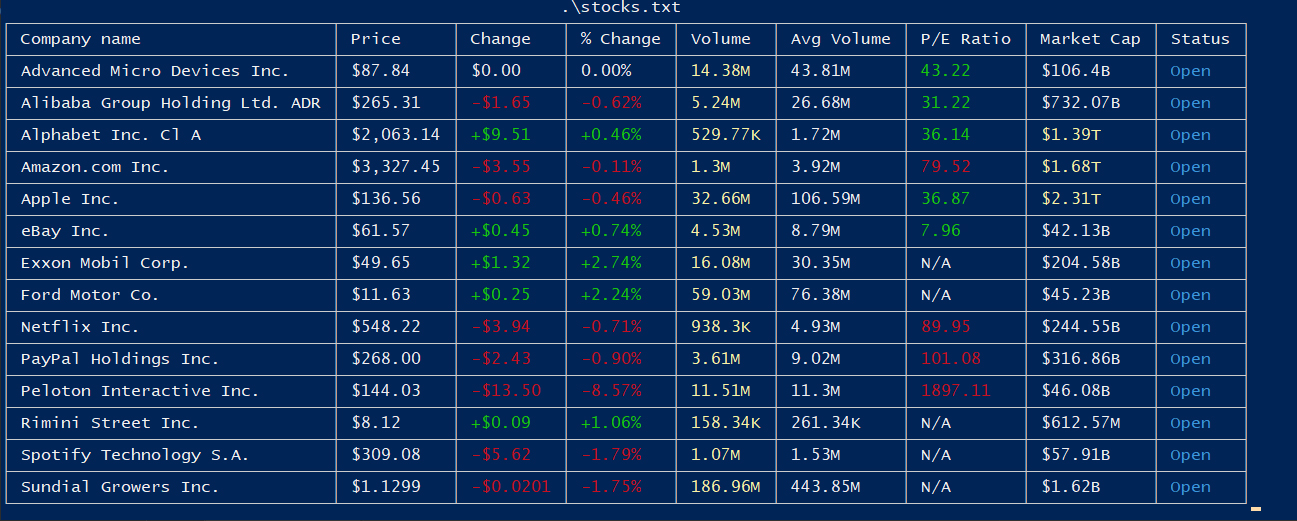 .\stocks.txt
Company name Price Change % Change Volume Avg Volume P/E Ratio Market Cap Status
Advanced Micro Devices Inc. $87.84 $0.00 0.00% 14.38M 43.81M 43.22 $106.4B Open
Alibaba Group Holding Ltd. ADR $265.31 -$1.65 -0.62% 5.24M 26.68M 31.22 $732.07B Open
Alphabet Inc. Cl A $2,063.14 +$9.51 +0.46% 529.77K 1.72M 36.14 $1.39T Open
Amazon.com Inc. $3,327.45 -$3.55 -0.11% 1.3M 3.92M 79.52 $1.68T Open
Apple Inc. $136.56 -$0.63 -0.46% 32.66M 106.59M 36.87 $2.31T Open
eBay Inc. $61.57 +$0.45 +0.74% 4.53M 8.79M 7.96 $42.13B Open
Exxon Mobil Corp. $49.65 +$1.32 +2.74% 16.08M 30.35M N/A $204.58B Open
Ford Motor Co. $11.63 +$0.25 +2.24% 59.03M 76.38M N/A $45.23B Open
Netflix Inc. $548.22 -$3.94 -0.71% 938.3K 4.93M 89.95 $244.55B Open
PayPal Holdings Inc. $268.00 -$2.43 -0.90% 3.61M 9.02M 101.08 $316.86B Open
Peloton Interactive Inc. $144.03 -$13.50 -8.57% 11.51M 11.3M 1897.11 $46.08B Open
Rimini Street Inc. $8.12 +$0.09 +1.06% 158.34K 261.34K N/A $612.57M Open
Spotify Technology S.A. $309.08 -$5.62 -1.79% 1.07M 1.53M N/A $57.91B Open
Sundial Growers Inc. $1.1299 -$0.0201 -1.75% 186.96M 443.85M N/A $1.62B Open